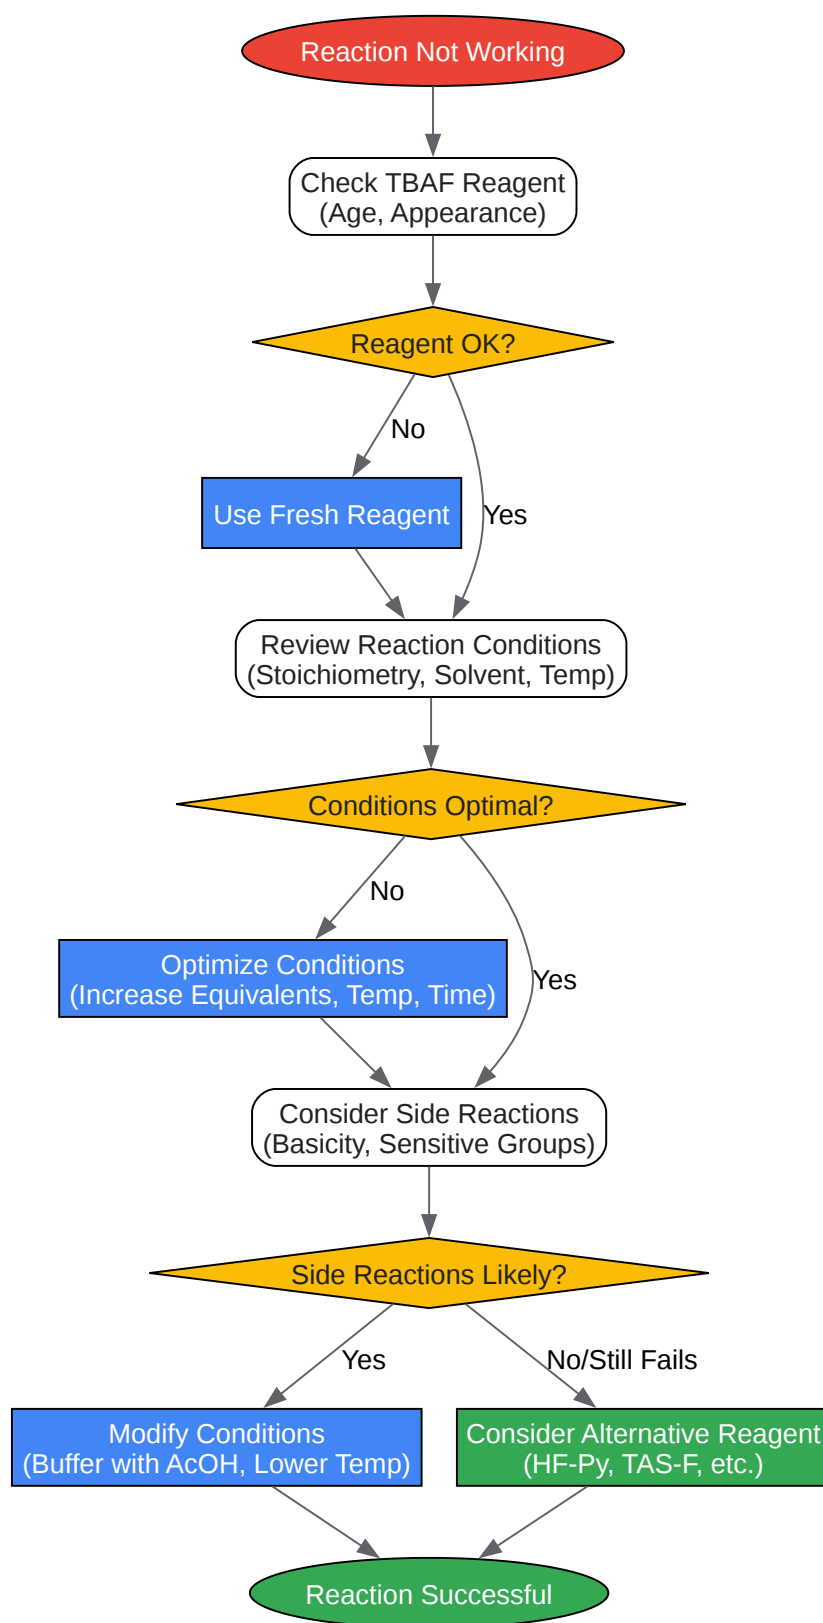 Reaction Not Working
Check TBAF Reagent
(Age, Appearance)
Reagent OK?
No
Use Fresh Reagent
Yes
Review Reaction Conditions
(Stoichiometry, Solvent, Temp)
Conditions Optimal?
No
Optimize Conditions
(Increase Equivalents, Temp, Time)
Yes
Consider Side Reactions
(Basicity, Sensitive Groups)
Side Reactions Likely?
Yes
No/Still Fails
Modify Conditions
(Buffer with AcOH, Lower Temp)
Consider Alternative Reagent
(HF-Py, TAS-F, etc.)
Reaction Successful